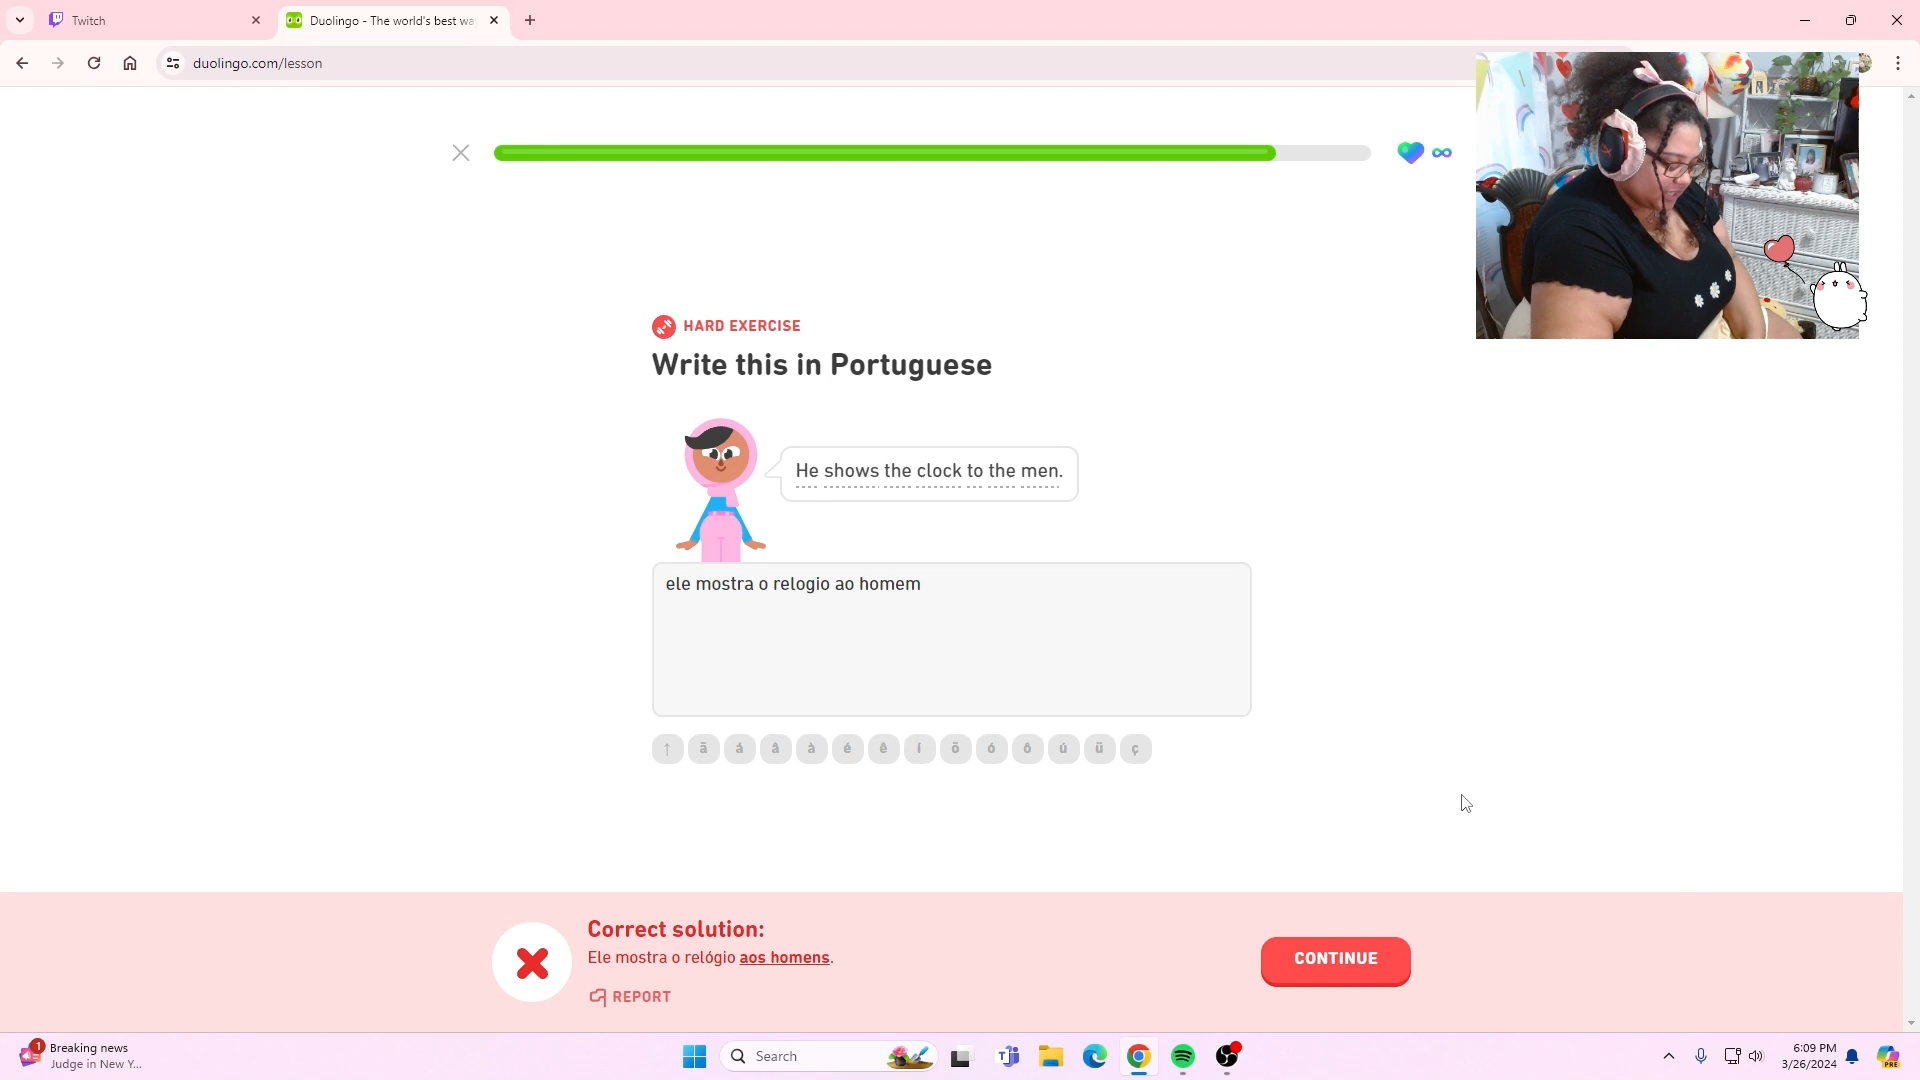 Twitch
Duolingo - The world's best wa
duolingo.com/lesson
HARD EXERCISE
Write this in Portuguese
He shows the clock to the men.
ele mostra o relogio ao homem
↑ ã á â à é ê í õ ó ô ú ü ç
Correct solution:
Ele mostra o relógio aos homens.
REPORT
CONTINUE
1
Breaking news
Judge in New Y...
Search
6:09 PM
3/26/2024
PRE